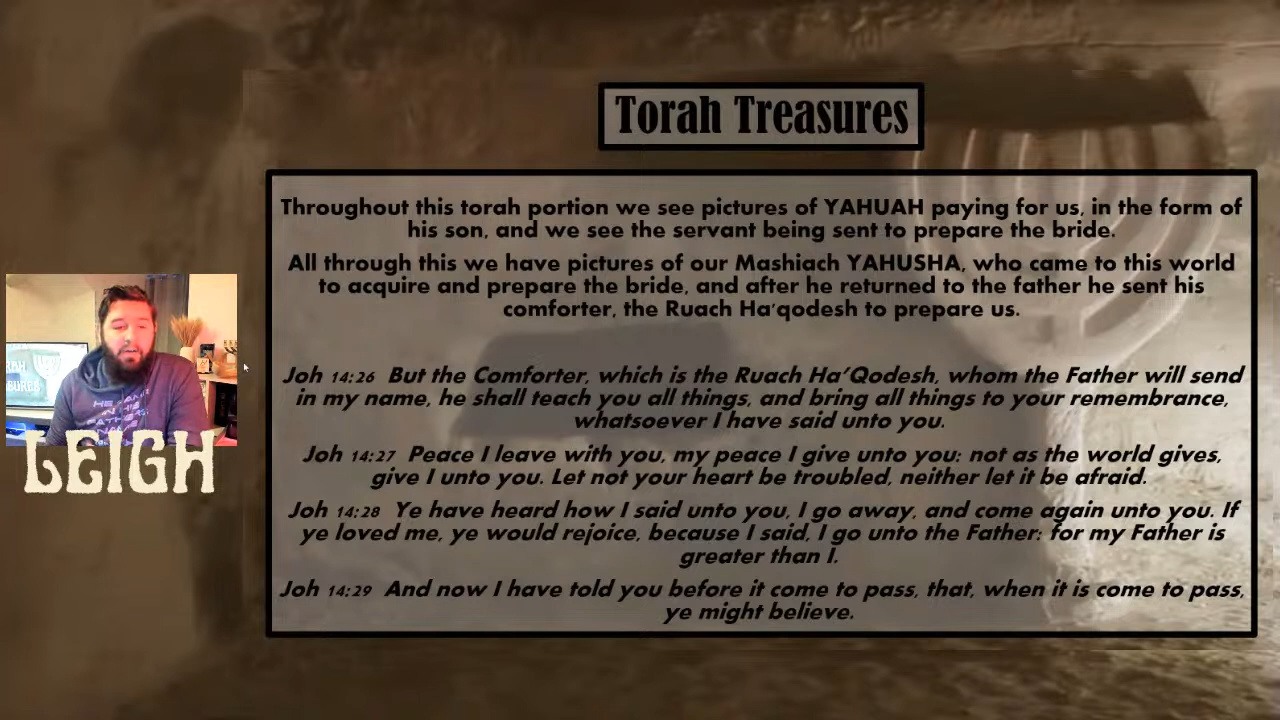 Torah Treasures
Throughout this torah portion we see pictures of YAHUAH paying for us, in the form of
his son, and we see the servant being sent to prepare the bride.
All through this we have pictures of our Mashiach YAHUSHA, who came to this world
to acquire and prepare the bride, and after he returned to the father he sent his
comforter, the Ruach Ha'qodesh to prepare us.
Joh 14:26 But the Comforter, which is the Ruach Ha'Qodesh, whom the Father will send
in my name, he shall teach you all things, and bring all things to your remembrance,
whatsoever I have said unto you.
Joh 14:27 Peace I leave with you, my peace I give unto you: not as the world gives,
give I unto you. Let not your heart be troubled, neither let it be afraid.
Joh 14:28 Ye have heard how I said unto you, I go away, and come again unto you. If
ye loved me, ye would rejoice, because I said, I go unto the Father: for my Father is
greater than I.
Joh 14:29 And now I have told you before it come to pass, that, when it is come to pass,
ye might believe.
LEIGH